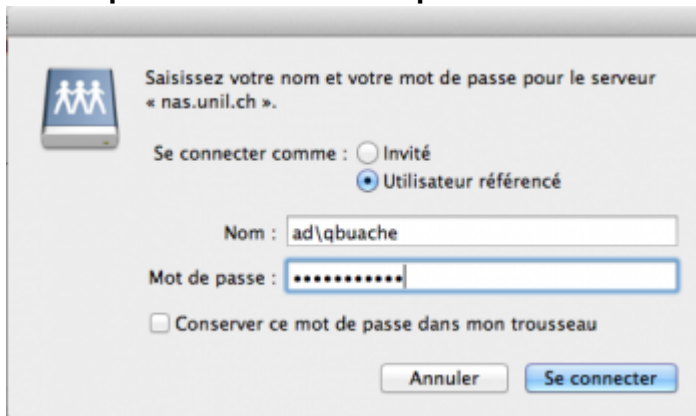 Saisissez votre nom et votre mot de passe pour le serveur
« nas.unil.ch ».
Se connecter comme : Invité
Utilisateur référencé
Nom : ad\qbuache
Mot de passe : •••••••••••
Conserver ce mot de passe dans mon trousseau
Annuler Se connecter